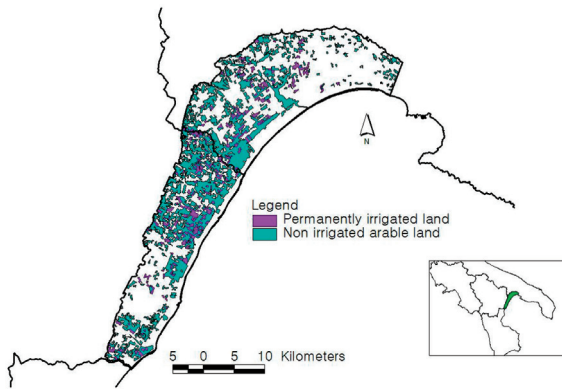 N
Legend
Permanently irrigated land
Non irrigated arable land
5 0 5 10 Kilometers